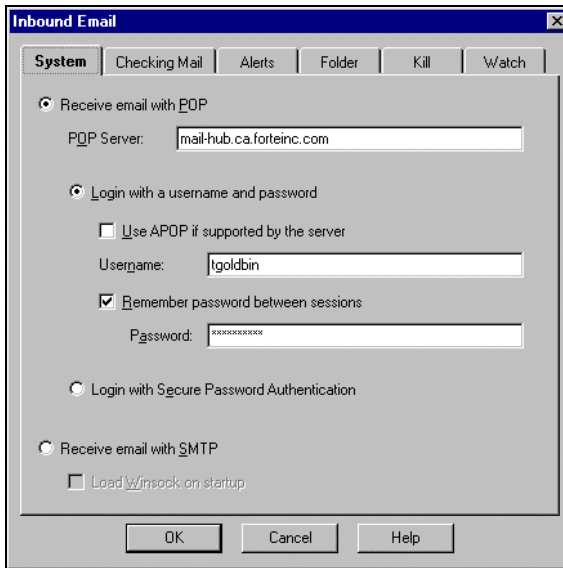 Inbound Email
System Checking Mail Alerts Folder Kill Watch
Receive email with POP
POP Server: mail-hub.ca.forteinc.com
Login with a username and password
Use APOP if supported by the server
Username: tgoldbin
Remember password between sessions
Password: **********
Login with Secure Password Authentication
Receive email with SMTP
Load Winsock on startup
OK Cancel Help